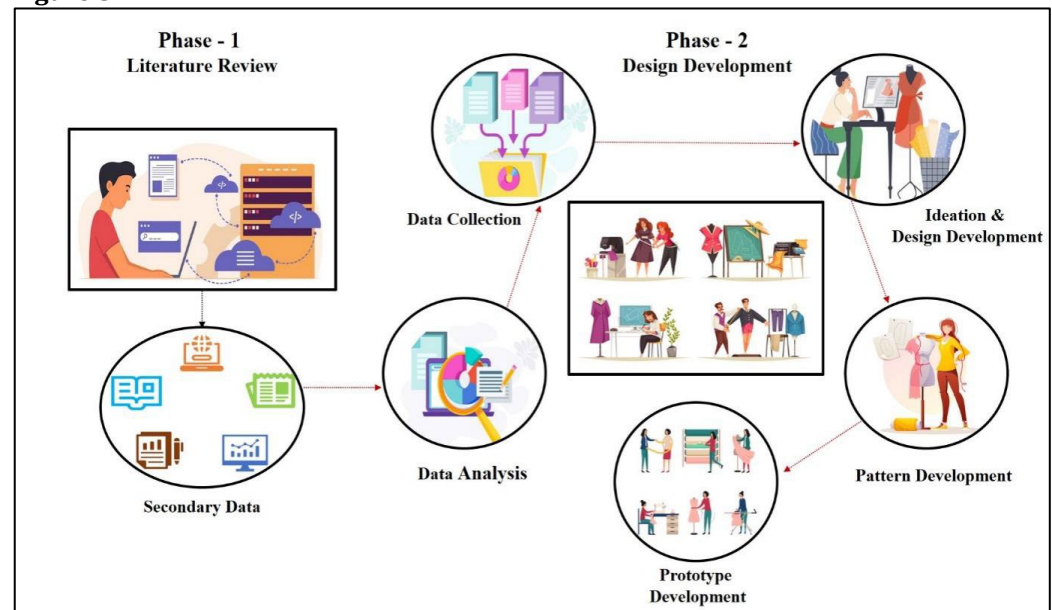 Phase - 1
Literature Review
Phase - 2
Design Development
Data Collection
Ideation &
Design Development
Data Analysis
Secondary Data
Pattern Development
Prototype
Development